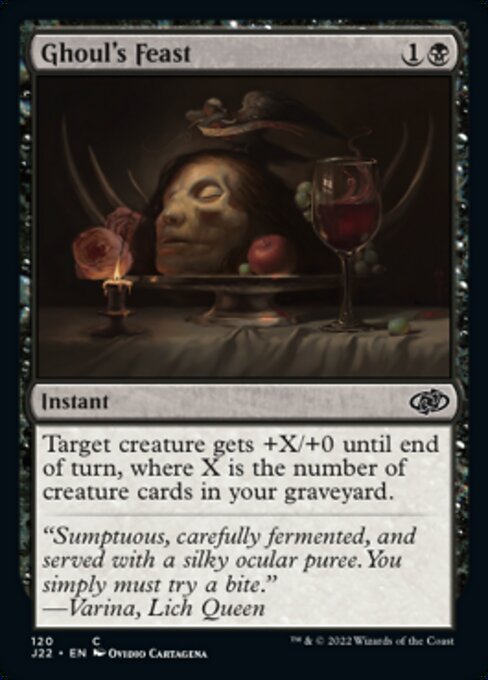 Ghoul's Feast 1
Instant
Target creature gets +X/+0 until end
of turn, where X is the number of
creature cards in your graveyard.
“Sumptuous, carefully fermented, and
served with a silky ocular puree. You
simply must try a bite.”
—Varina, Lich Queen
120 C
J22 • EN Ovidio Cartagena
™ & © 2022 Wizards of the Coast